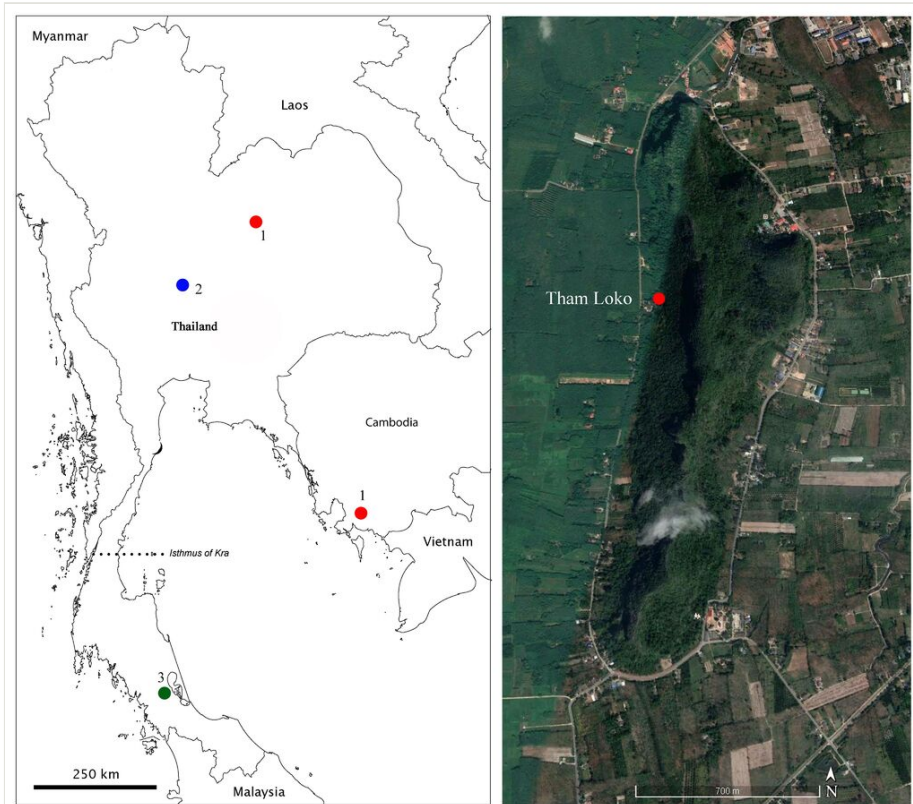 Myanmar
Laos
1
2
Thailand
Cambodia
1
Vietnam
Isthmus of Kra
3
250 km
Malaysia
Tham Loko
700 m
N